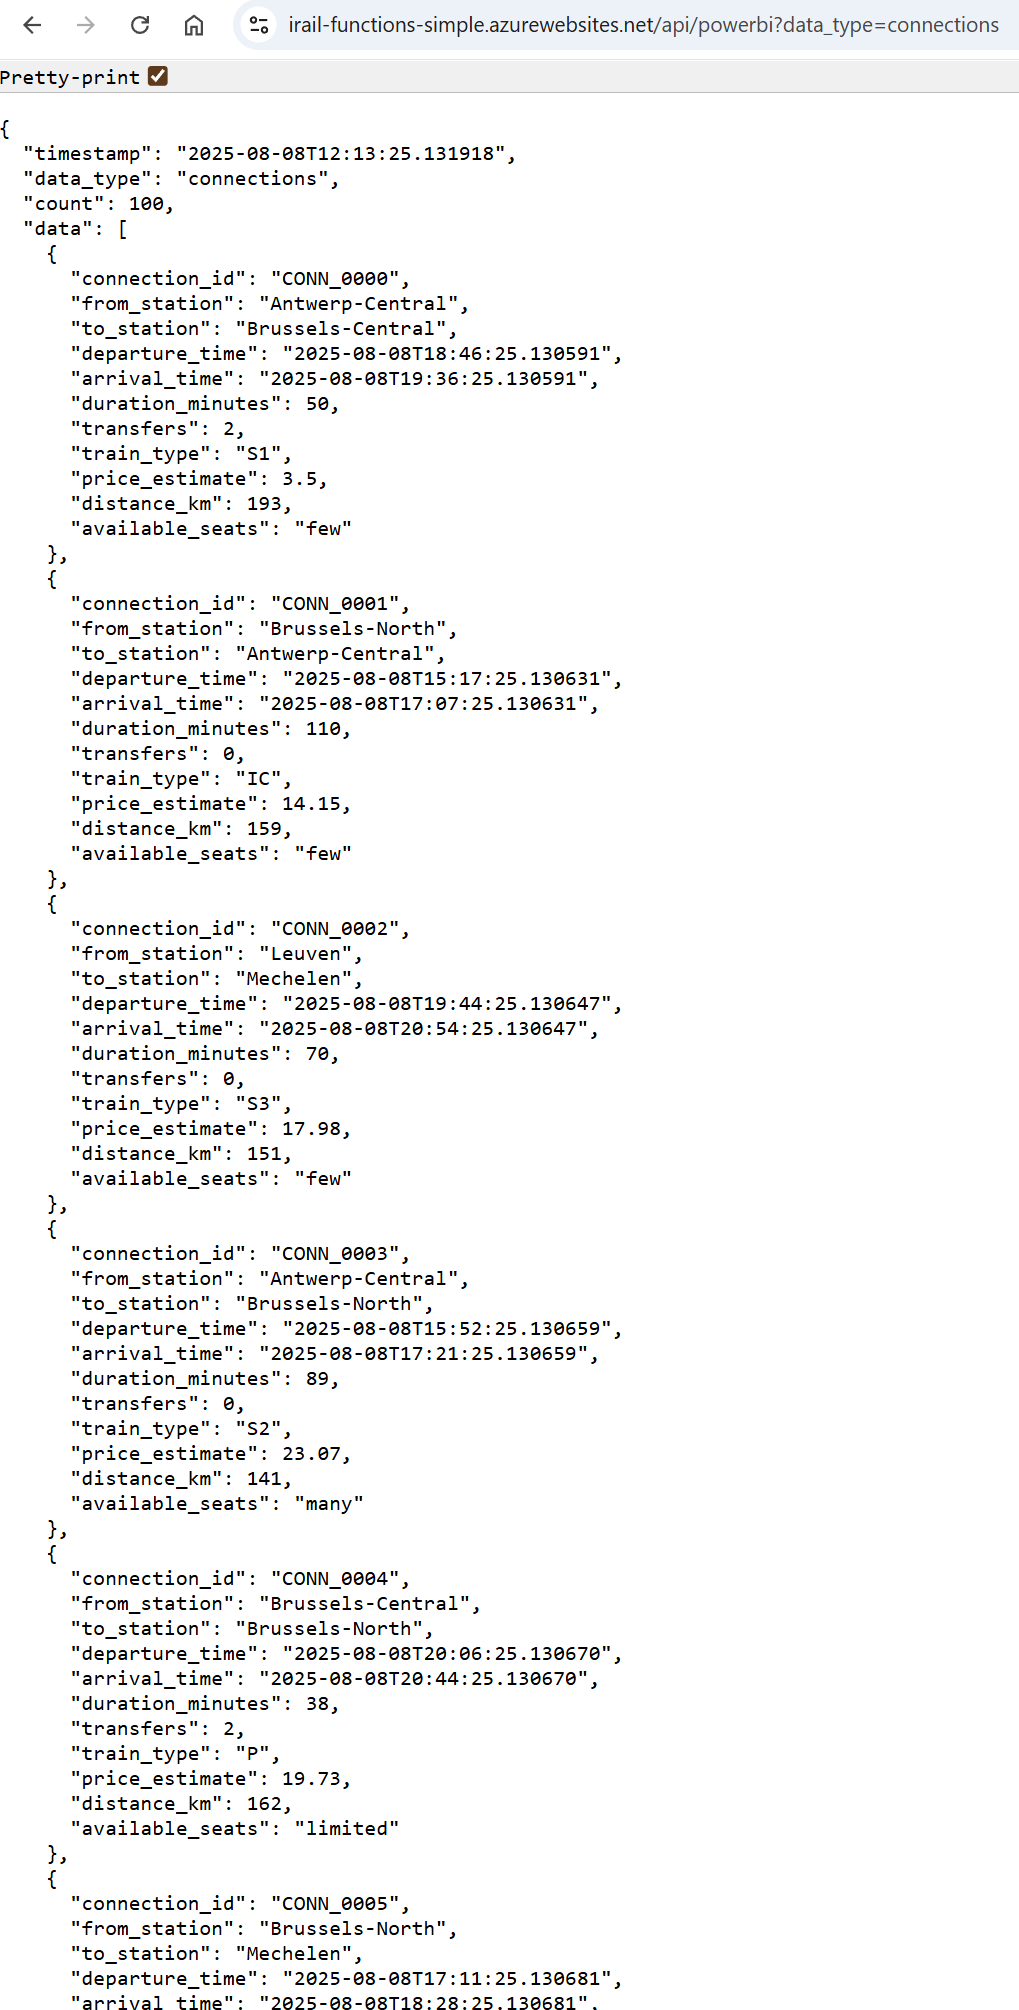 irail-functions-simple.azurewebsites.net/api/powerbi?data_type=connections
Pretty-print
{
"timestamp": "2025-08-08T12:13:25.131918",
"data_type": "connections",
"count": 100,
"data": [
{
"connection_id": "CONN_0000",
"from_station": "Antwerp-Central",
"to_station": "Brussels-Central",
"departure_time": "2025-08-08T18:46:25.130591",
"arrival_time": "2025-08-08T19:36:25.130591",
"duration_minutes": 50,
"transfers": 2,
"train_type": "S1",
"price_estimate": 3.5,
"distance_km": 193,
"available_seats": "few"
},
{
"connection_id": "CONN_0001",
"from_station": "Brussels-North",
"to_station": "Antwerp-Central",
"departure_time": "2025-08-08T15:17:25.130631",
"arrival_time": "2025-08-08T17:07:25.130631",
"duration_minutes": 110,
"transfers": 0,
"train_type": "IC",
"price_estimate": 14.15,
"distance_km": 159,
"available_seats": "few"
},
{
"connection_id": "CONN_0002",
"from_station": "Leuven",
"to_station": "Mechelen",
"departure_time": "2025-08-08T19:44:25.130647",
"arrival_time": "2025-08-08T20:54:25.130647",
"duration_minutes": 70,
"transfers": 0,
"train_type": "S3",
"price_estimate": 17.98,
"distance_km": 151,
"available_seats": "few"
},
{
"connection_id": "CONN_0003",
"from_station": "Antwerp-Central",
"to_station": "Brussels-North",
"departure_time": "2025-08-08T15:52:25.130659",
"arrival_time": "2025-08-08T17:21:25.130659",
"duration_minutes": 89,
"transfers": 0,
"train_type": "S2",
"price_estimate": 23.07,
"distance_km": 141,
"available_seats": "many"
},
{
"connection_id": "CONN_0004",
"from_station": "Brussels-Central",
"to_station": "Brussels-North",
"departure_time": "2025-08-08T20:06:25.130670",
"arrival_time": "2025-08-08T20:44:25.130670",
"duration_minutes": 38,
"transfers": 2,
"train_type": "P",
"price_estimate": 19.73,
"distance_km": 162,
"available_seats": "limited"
},
{
"connection_id": "CONN_0005",
"from_station": "Brussels-North",
"to_station": "Mechelen",
"departure_time": "2025-08-08T17:11:25.130681",
"arrival_time": "2025-08-08T18:28:25.130681",